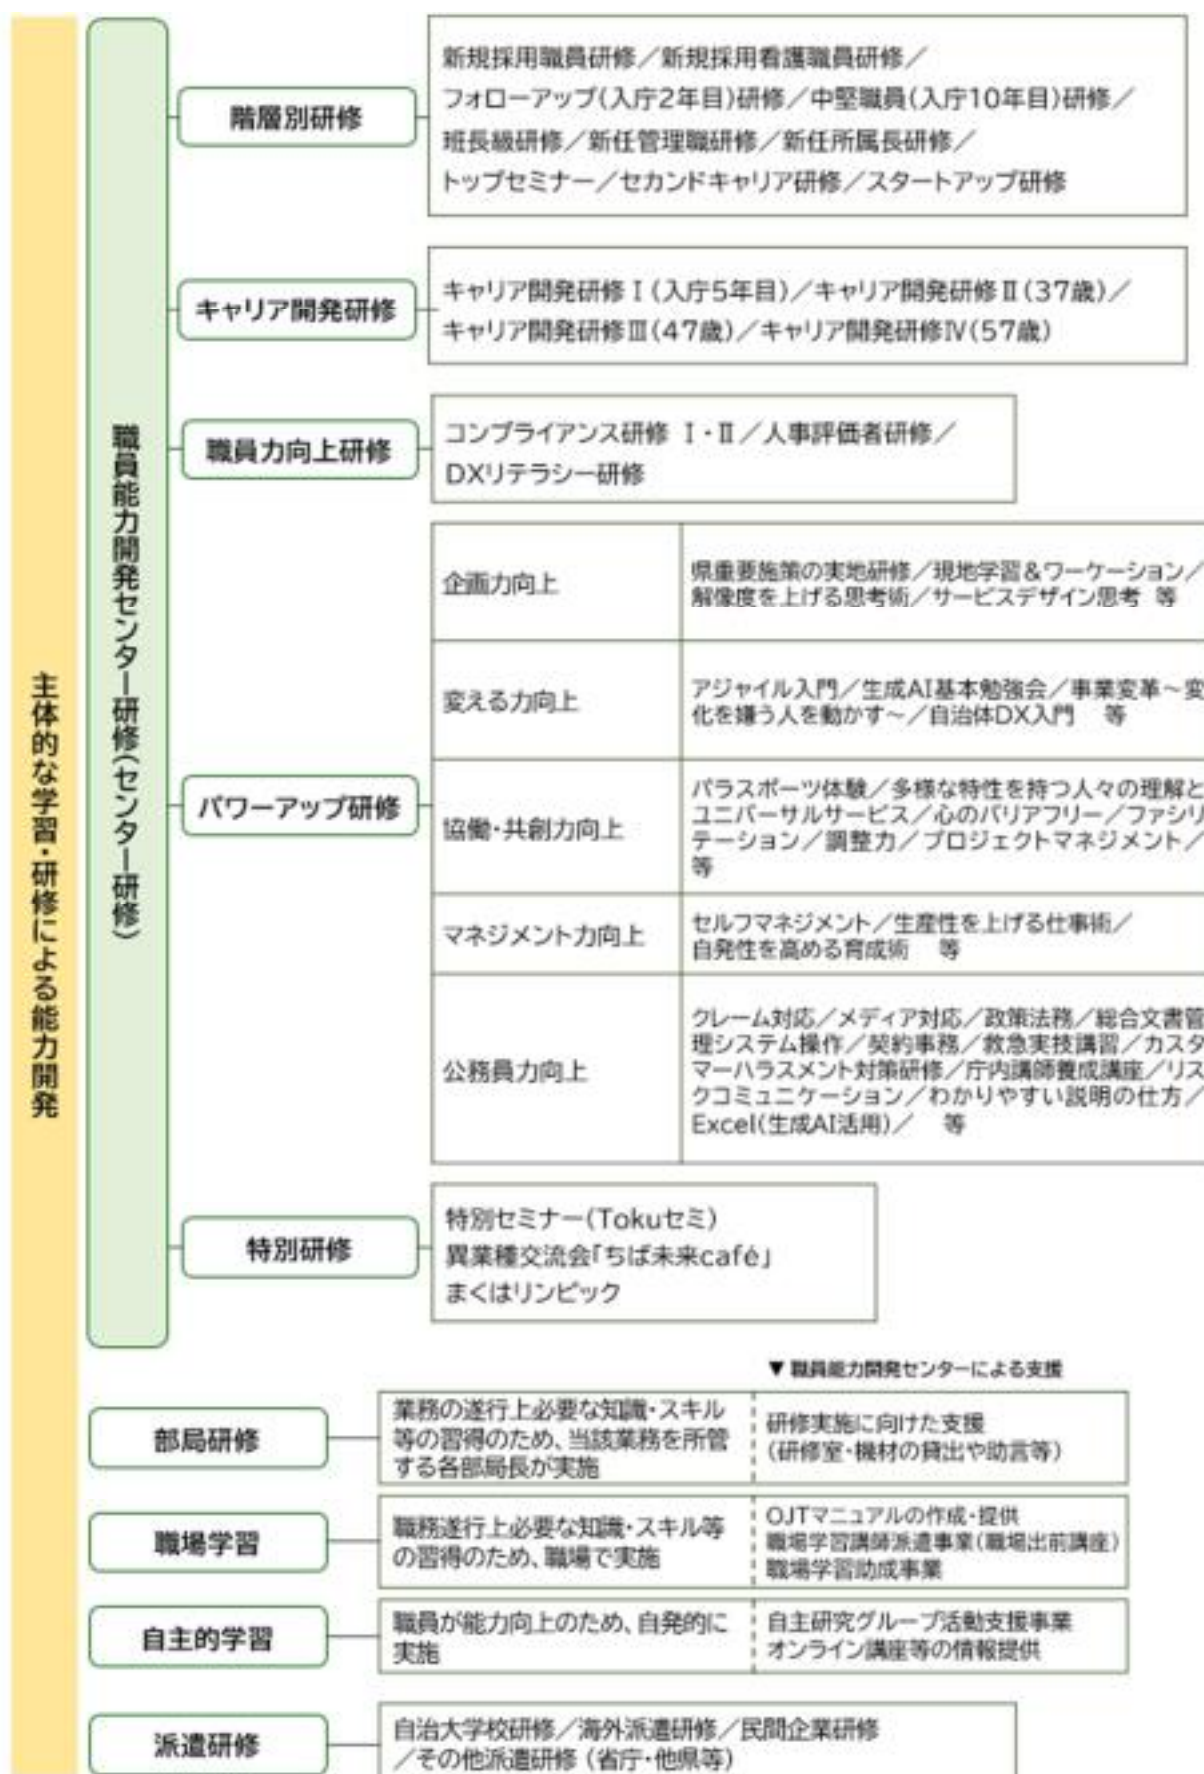 主体的な学習・研修による能力開発
職員能力開発センター研修(センター研修)
階層別研修
新規採用職員研修／新規採用看護職員研修／
フォローアップ(入庁2年目)研修／中堅職員(入庁10年目)研修／
班長級研修／新任管理職研修／新任所属長研修／
トップセミナー／セカンドキャリア研修／スタートアップ研修
キャリア開発研修
キャリア開発研修Ⅰ(入庁5年目)／キャリア開発研修Ⅱ(37歳)／
キャリア開発研修Ⅲ(47歳)／キャリア開発研修Ⅳ(57歳)
職員力向上研修
コンプライアンス研修 Ⅰ・Ⅱ／人事評価者研修／
DXリテラシー研修
パワーアップ研修
企画力向上
県重要施策の実地研修／現地学習＆ワーケーション／
解像度を上げる思考術／サービスデザイン思考 等
変える力向上
アジャイル入門／生成AI基本勉強会／事業変革～変
化を嫌う人を動かす～／自治体DX入門 等
協働・共創力向上
パラスポーツ体験／多様な特性を持つ人々の理解と
ユニバーサルサービス／心のバリアフリー／ファシリ
テーション／調整力／プロジェクトマネジメント／
等
マネジメント力向上
セルフマネジメント／生産性を上げる仕事術／
自発性を高める育成術 等
公務員力向上
クレーム対応／メディア対応／政策法務／総合文書管
理システム操作／契約事務／救急実技講習／カスタ
マーハラスメント対策研修／庁内講師養成講座／リス
クコミュニケーション／わかりやすい説明の仕方／
Excel(生成AI活用)／ 等
特別研修
特別セミナー(Tokuセミ)
異業種交流会「ちば未来café」
まくはリンピック
▼ 職員能力開発センターによる支援
部局研修
業務の遂行上必要な知識・スキル
等の習得のため、当該業務を所管
する各部局長が実施
研修実施に向けた支援
(研修室・機材の貸出や助言等)
職場学習
職務遂行上必要な知識・スキル等
の習得のため、職場で実施
OJTマニュアルの作成・提供
職場学習講師派遣事業(職場出前講座)
職場学習助成事業
自主的学習
職員が能力向上のため、自発的に
実施
自主研究グループ活動支援事業
オンライン講座等の情報提供
派遣研修
自治大学校研修／海外派遣研修／民間企業研修
／その他派遣研修 (省庁・他県等)